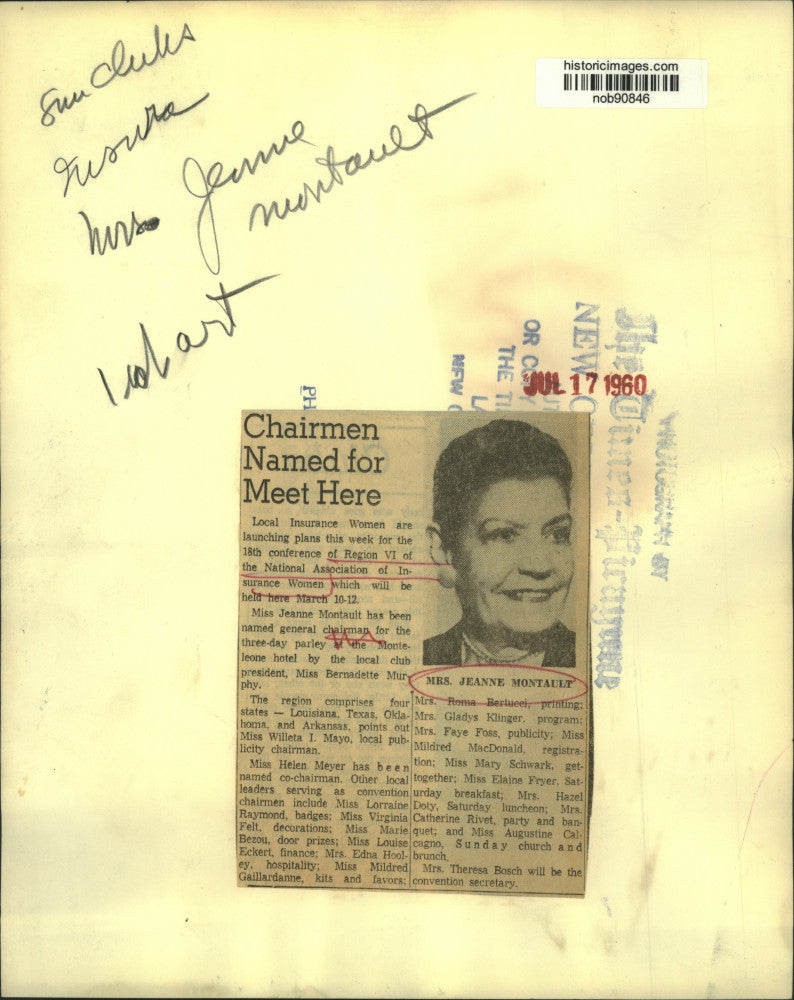 historicimages.com
nob90846
Sun Clubs
Insura
Mrs. Jeanne
Montault
1 col art
The Times-Picayune
NEW O
OR C
THE TI
L
NEW O
PH
JUL 17 1960
Chairmen
Named for
Meet Here
Local Insurance Women are
launching plans this week for the
18th conference of Region VI of
the National Association of In-
surance Women which will be
held here March 10-12.
Miss Jeanne Montault has been
named general chairman for the
three-day parley at the Monte-
leone hotel by the local club
president, Miss Bernadette Mur-
phy.
The region comprises four
states — Louisiana, Texas, Okla-
homa, and Arkansas, points out
Miss Willeta I. Mayo, local pub-
licity chairman.
Miss Helen Meyer has been
named co-chairman. Other local
leaders serving as convention
chairmen include Miss Lorraine
Raymond, badges; Miss Virginia
Felt, decorations; Miss Marie
Bezou, door prizes; Miss Louise
Eckert, finance; Mrs. Edna Hool-
ey, hospitality; Miss Mildred
Gaillardanne, kits and favors;
MRS. JEANNE MONTAULT
Mrs. Roma Bertucci, printing;
Mrs. Gladys Klinger, program;
Mrs. Faye Foss, publicity; Miss
Mildred MacDonald, registra-
tion; Miss Mary Schwark, get-
together; Miss Elaine Fryer, Sat-
urday breakfast; Mrs. Hazel
Doty, Saturday luncheon; Mrs.
Catherine Rivet, party and ban-
quet; and Miss Augustine Cal-
cagno, Sunday church and
brunch.
Mrs. Theresa Bosch will be the
convention secretary.